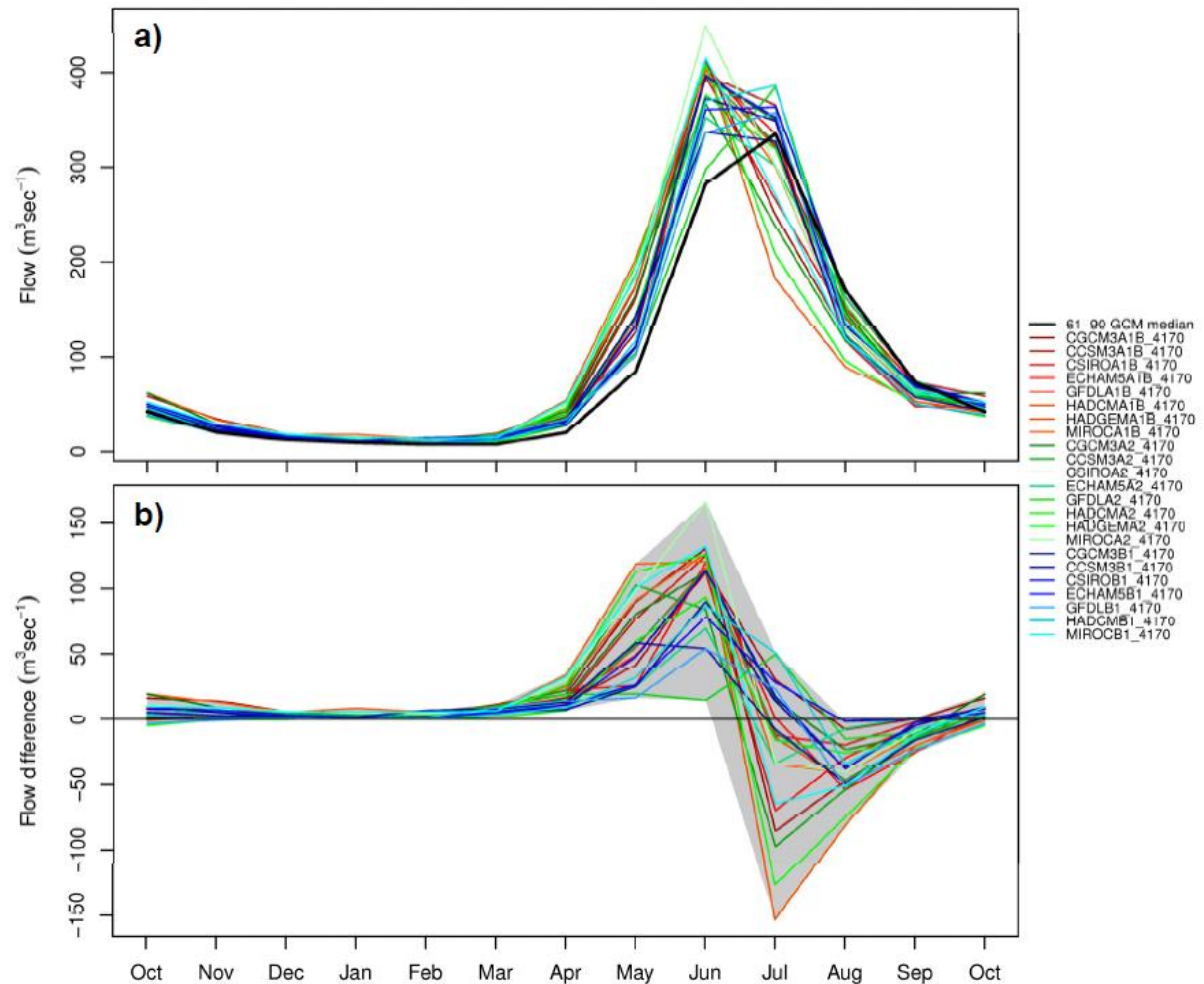 a)
400
300
200
100
0
Flow (m³sec⁻¹)
b)
150
100
50
0
−50
−100
−150
Flow difference (m³sec⁻¹)
Oct Nov Dec Jan Feb Mar Apr May Jun Jul Aug Sep Oct
61_90 GCM median
CGCM3A1B_4170
CCSM3A1B_4170
CSIROA1B_4170
ECHAM5A1B_4170
GFDLA1B_4170
HADCMA1B_4170
HADGEMA1B_4170
MIROCA1B_4170
CGCM3A2_4170
CCSM3A2_4170
CSIROA2_4170
ECHAM5A2_4170
GFDLA2_4170
HADCMA2_4170
HADGEMA2_4170
MIROCA2_4170
CGCM3B1_4170
CCSM3B1_4170
CSIROB1_4170
ECHAM5B1_4170
GFDLB1_4170
HADCMB1_4170
MIROCB1_4170